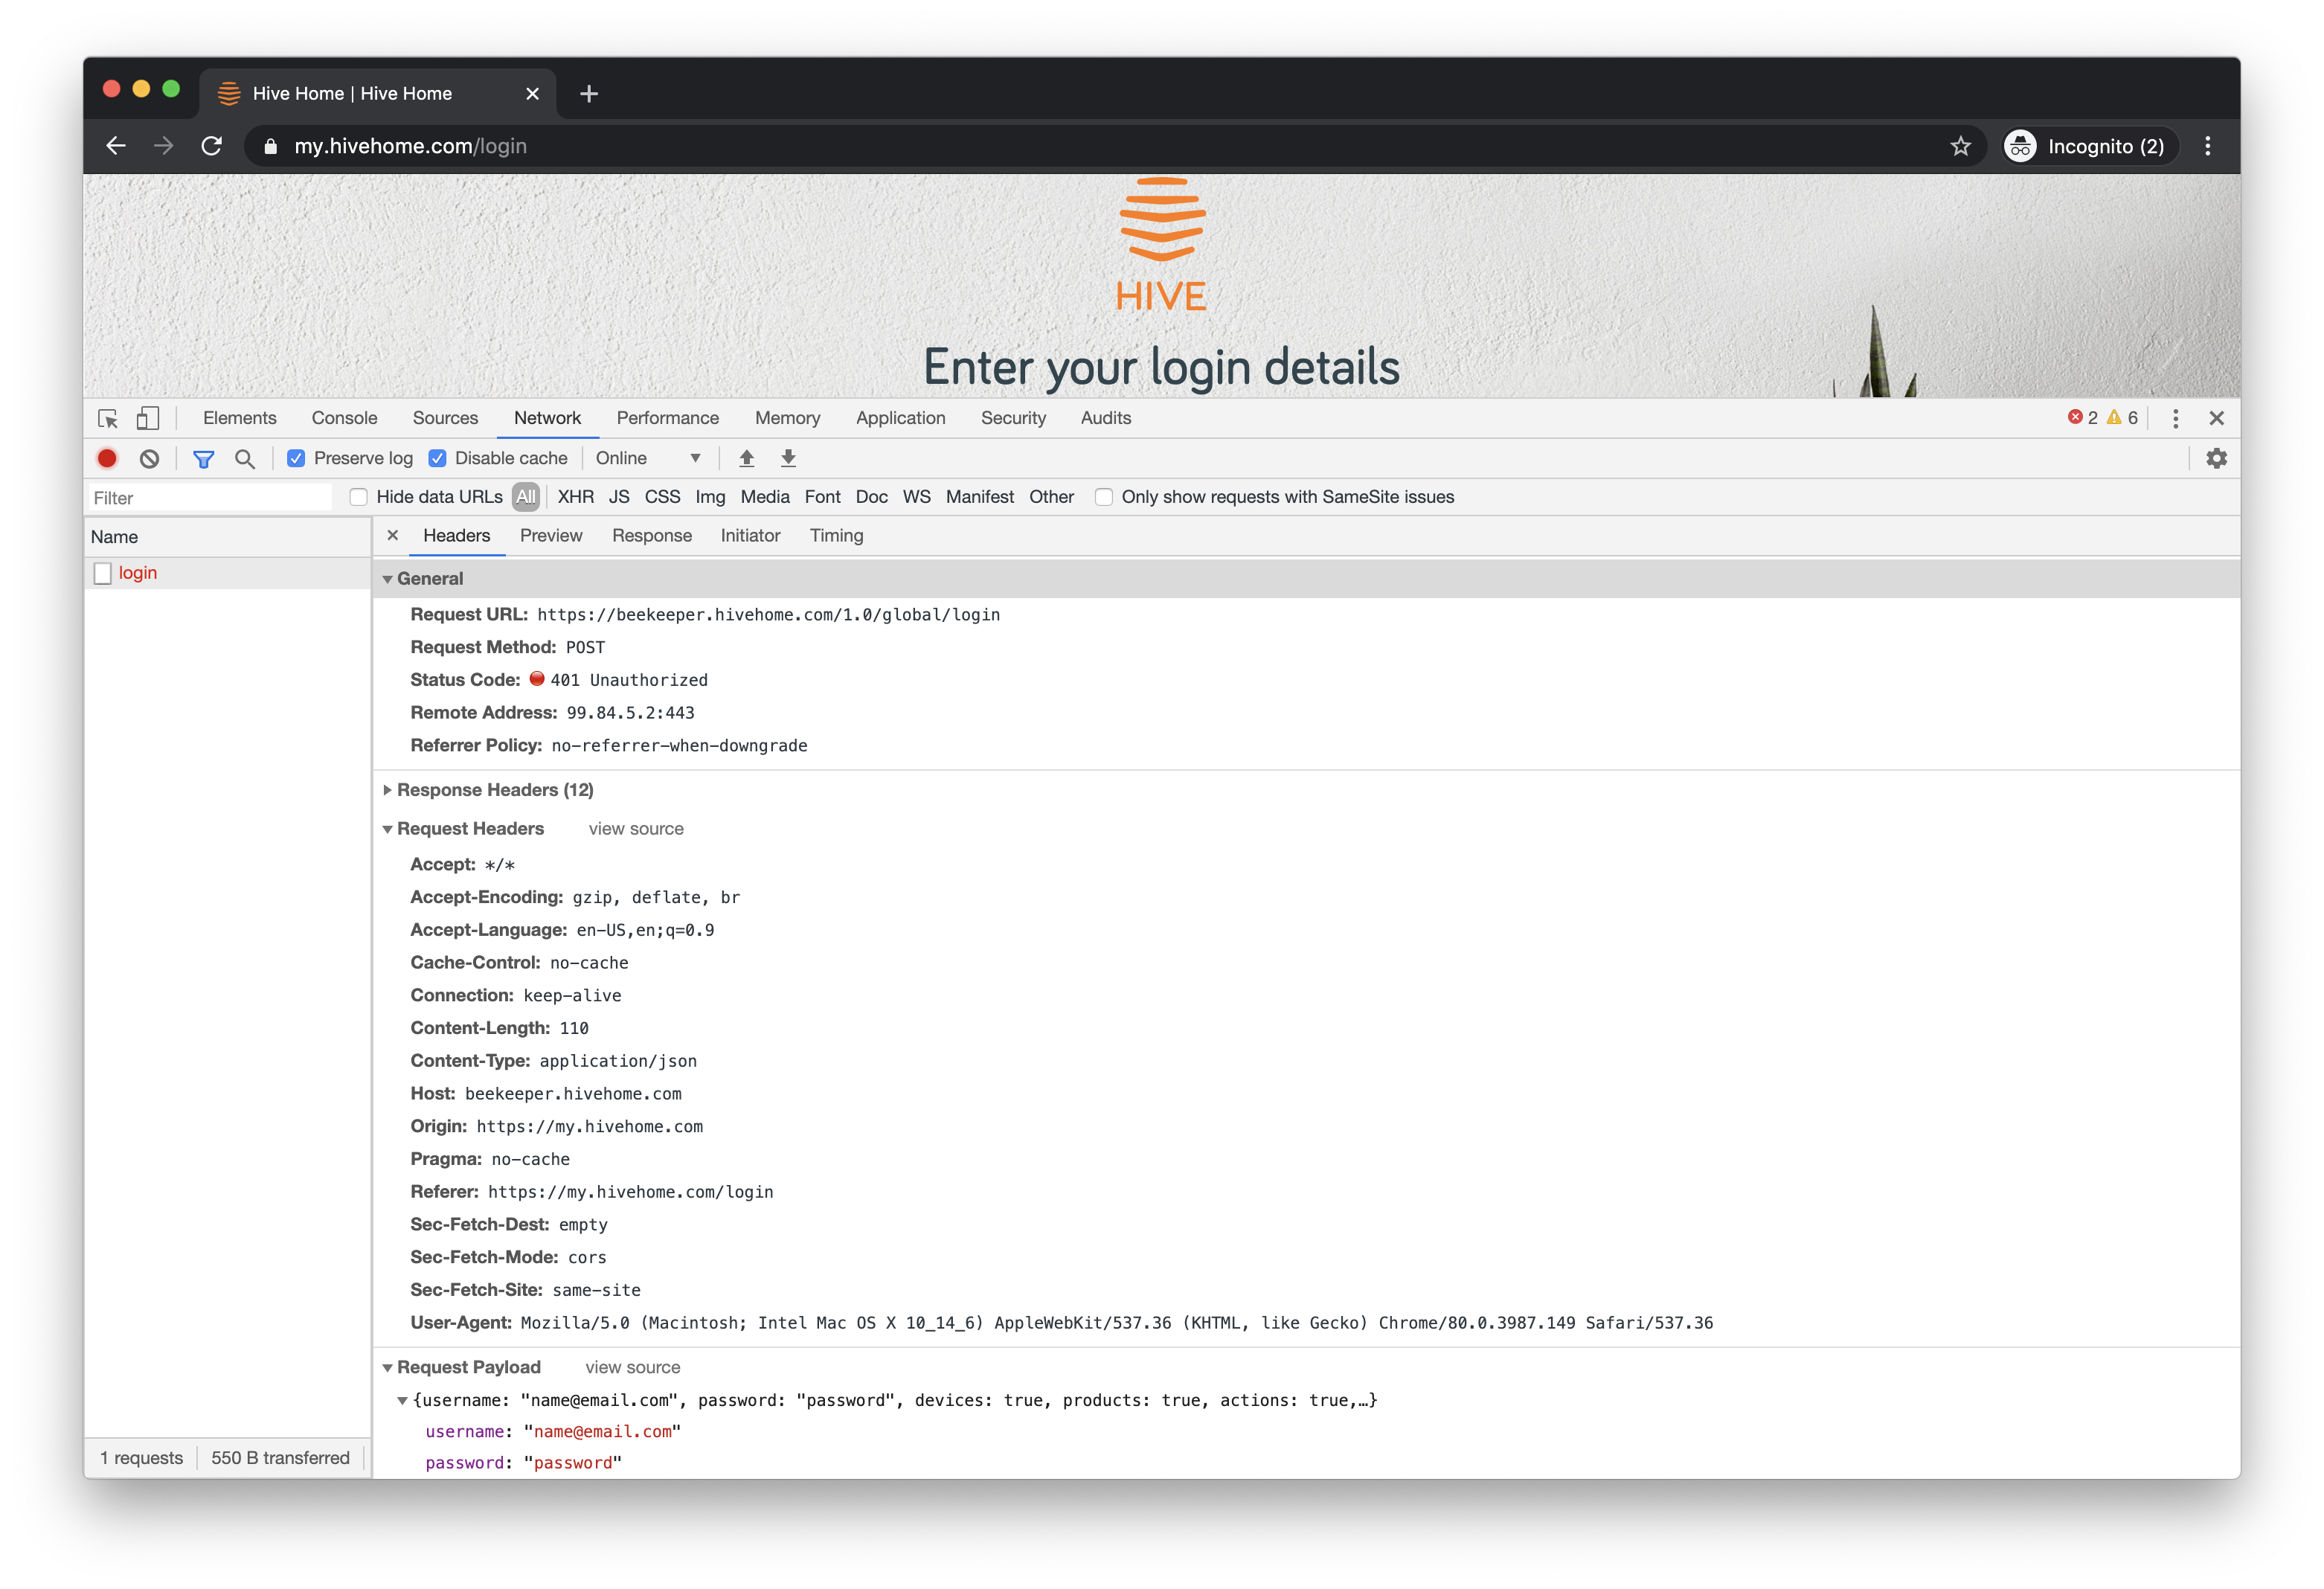 Hive Home | Hive Home
my.hivehome.com/login
Incognito (2)
HIVE
Enter your login details
Elements Console Sources Network Performance Memory Application Security Audits 2 6
Preserve log Disable cache Online
Filter Hide data URLs All XHR JS CSS Img Media Font Doc WS Manifest Other Only show requests with SameSite issues
Name
login
Headers Preview Response Initiator Timing
General
Request URL: https://beekeeper.hivehome.com/1.0/global/login
Request Method: POST
Status Code: 401 Unauthorized
Remote Address: 99.84.5.2:443
Referrer Policy: no-referrer-when-downgrade
Response Headers (12)
Request Headers view source
Accept: */*
Accept-Encoding: gzip, deflate, br
Accept-Language: en-US,en;q=0.9
Cache-Control: no-cache
Connection: keep-alive
Content-Length: 110
Content-Type: application/json
Host: beekeeper.hivehome.com
Origin: https://my.hivehome.com
Pragma: no-cache
Referer: https://my.hivehome.com/login
Sec-Fetch-Dest: empty
Sec-Fetch-Mode: cors
Sec-Fetch-Site: same-site
User-Agent: Mozilla/5.0 (Macintosh; Intel Mac OS X 10_14_6) AppleWebKit/537.36 (KHTML, like Gecko) Chrome/80.0.3987.149 Safari/537.36
Request Payload view source
{username: "name@email.com", password: "password", devices: true, products: true, actions: true,…}
username: "name@email.com"
password: "password"
1 requests 550 B transferred